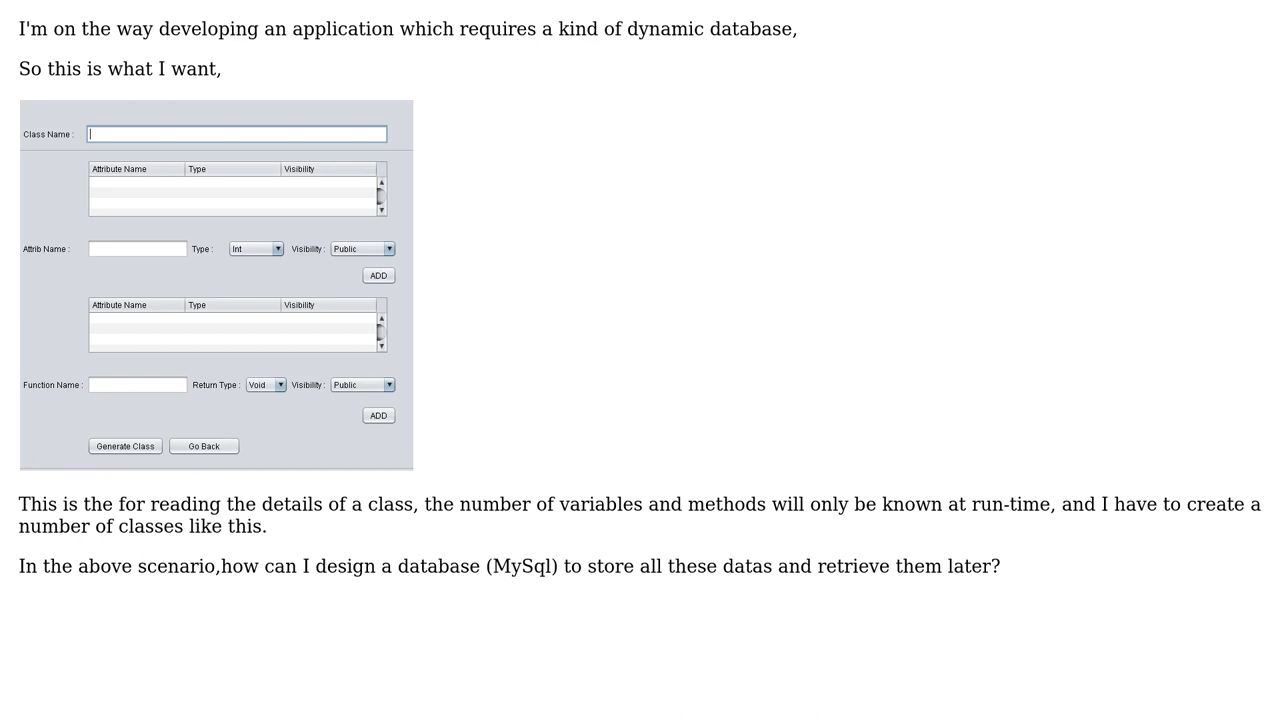 I'm on the way developing an application which requires a kind of dynamic database,
So this is what I want,
Class Name :
Attribute Name Type Visibility
Attrib Name : Type : Int Visibility : Public
ADD
Attribute Name Type Visibility
Function Name : Return Type : Void Visibility : Public
ADD
Generate Class Go Back
This is the for reading the details of a class, the number of variables and methods will only be known at run-time, and I have to create a
number of classes like this.
In the above scenario,how can I design a database (MySql) to store all these datas and retrieve them later?